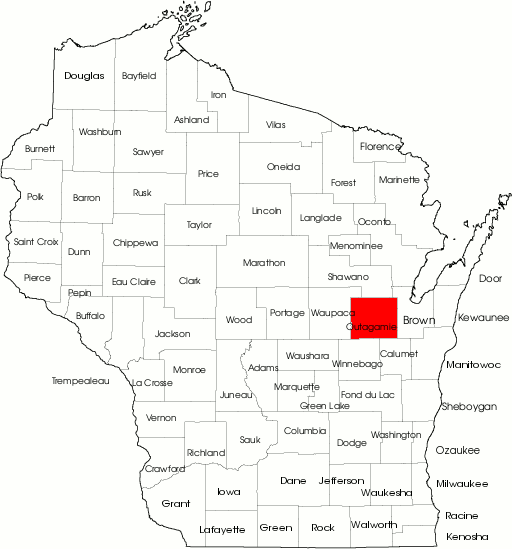 Douglas
Bayfield
Iron
Ashland
Vilas
Washburn
Burnett
Sawyer
Florence
Price
Oneida
Forest
Marinette
Polk
Barron
Rusk
Lincoln
Langlade
Oconto
Taylor
Saint Croix
Dunn
Chippewa
Menominee
Marathon
Shawano
Pierce
Eau Claire
Clark
Door
Pepin
Buffalo
Wood
Portage
Waupaca
Outagamie
Brown
Kewaunee
Jackson
Waushara
Winnebago
Calumet
Manitowoc
Trempealeau
La Crosse
Monroe
Adams
Juneau
Marquette
Green Lake
Fond du Lac
Sheboygan
Vernon
Richland
Sauk
Columbia
Dodge
Washington
Ozaukee
Crawford
Grant
Iowa
Dane
Jefferson
Waukesha
Milwaukee
Lafayette
Green
Rock
Walworth
Racine
Kenosha